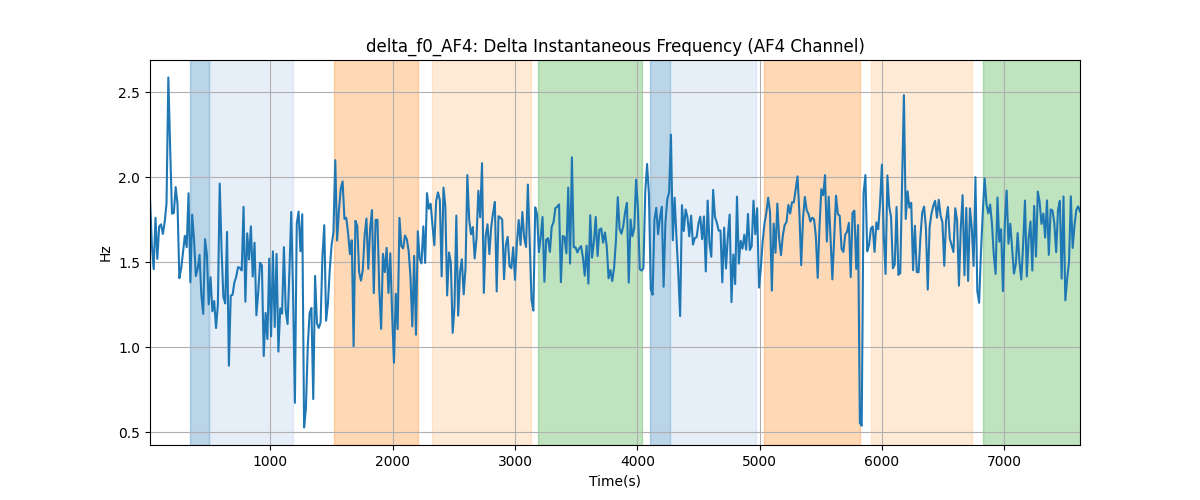 delta_f0_AF4: Delta Instantaneous Frequency (AF4 Channel)
2.5
2.0
1.5
1.0
0.5
Hz
1000 2000 3000 4000 5000 6000 7000
Time(s)